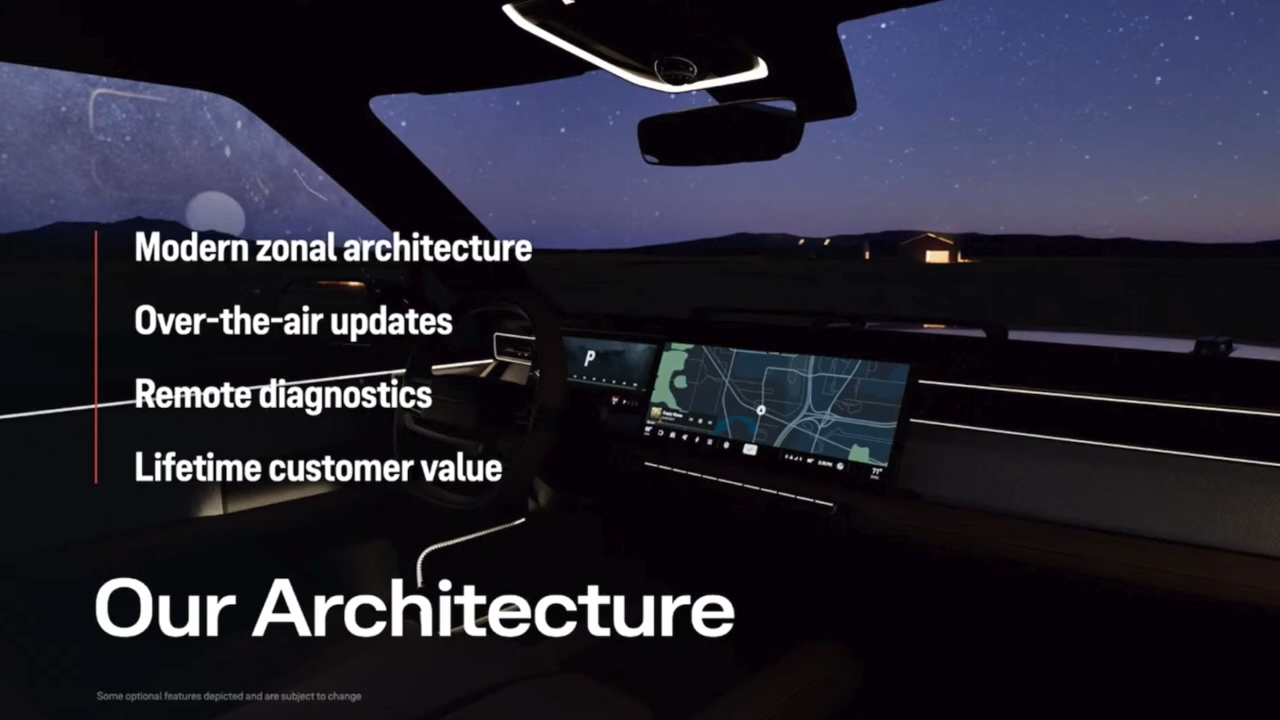 Modern zonal architecture
Over-the-air updates
Remote diagnostics
Lifetime customer value
P
Our Architecture
Some optional features depicted and are subject to change